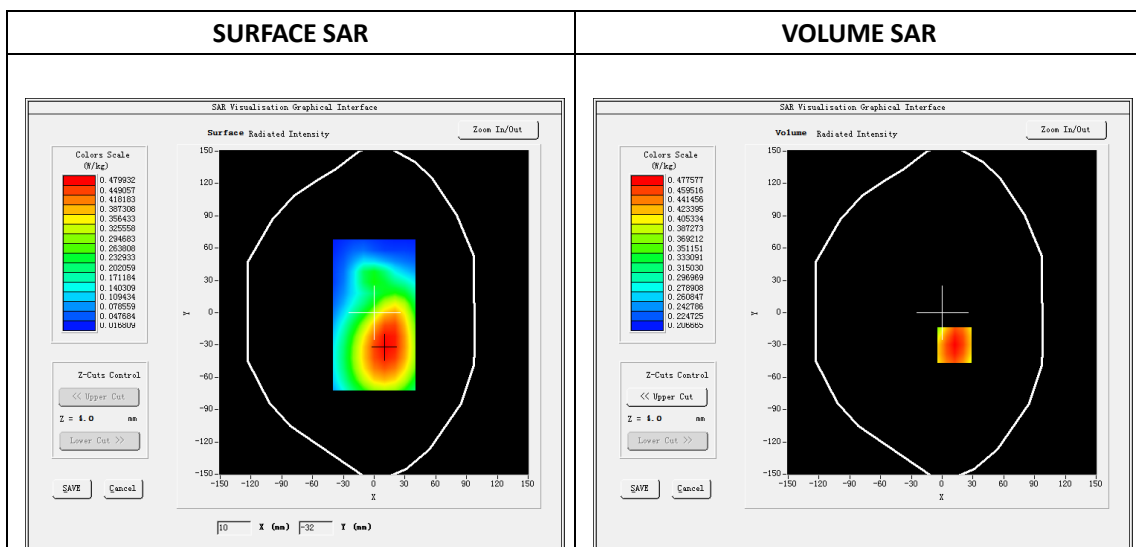 SURFACE SAR
VOLUME SAR
SAR Visualisation Graphical Interface
Surface Radiated Intensity
Zoom In/Out
Colors Scale
(W/kg)
0.479932
0.449057
0.418183
0.387308
0.356433
0.325558
0.294683
0.263808
0.232933
0.202059
0.171184
0.140309
0.109434
0.078559
0.047684
0.016809
150
120
90
60
30
0
-30
-60
-90
-120
-150
Y
-150 -120 -90 -60 -30 0 30 60 90 120 150
X
Z-Cuts Control
<< Upper Cut
Z = 4.0 mm
Lower Cut >>
SAVE Cancel
10 X (mm) -32 Y (mm)
SAR Visualisation Graphical Interface
Volume Radiated Intensity
Zoom In/Out
Colors Scale
(W/kg)
0.477577
0.459516
0.441456
0.423395
0.405334
0.387273
0.369212
0.351151
0.333091
0.315030
0.296969
0.278908
0.260847
0.242786
0.224725
0.206665
150
120
90
60
30
0
-30
-60
-90
-120
-150
Y
-150 -120 -90 -60 -30 0 30 60 90 120 150
X
Z-Cuts Control
<< Upper Cut
Z = 4.0 mm
Lower Cut >>
SAVE Cancel